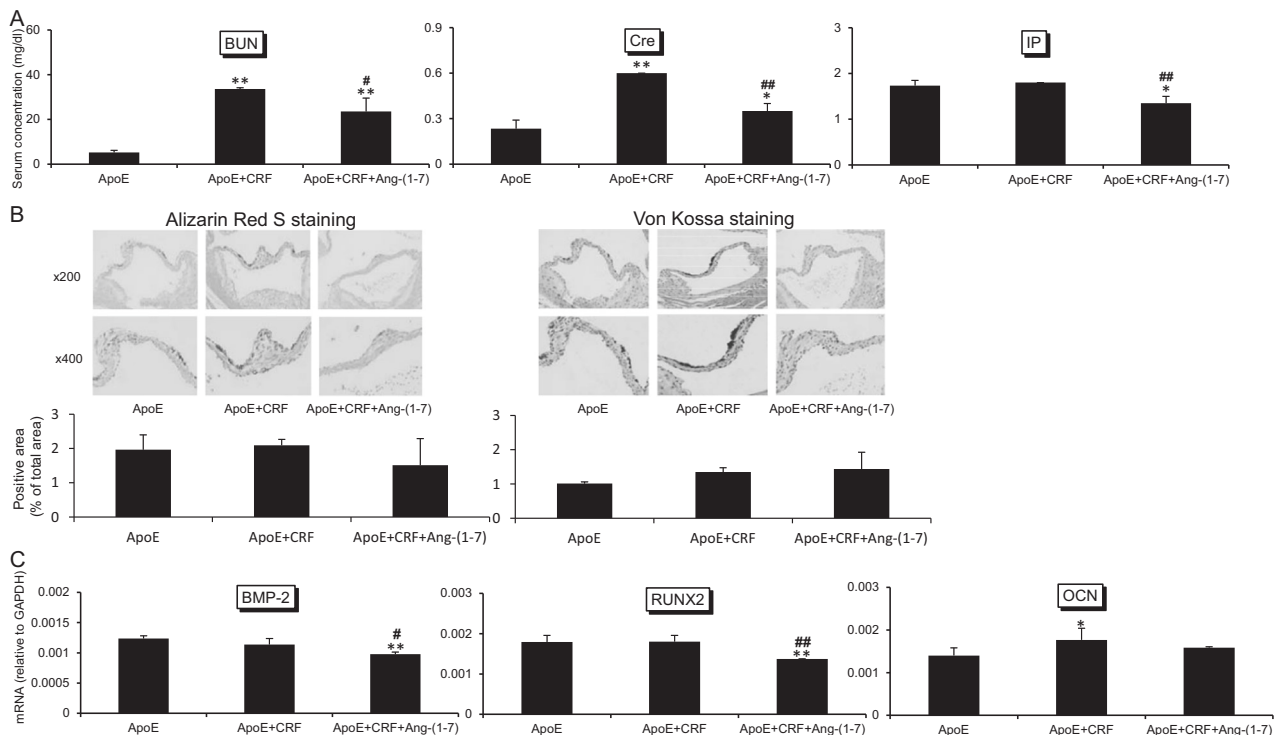 A
Serum concentration (mg/dl)
60
40
20
0
BUN
**
#
**
ApoE
ApoE+CRF
ApoE+CRF+Ang-(1-7)
0.9
0.6
0.3
0
Cre
**
##
*
ApoE
ApoE+CRF
ApoE+CRF+Ang-(1-7)
3
2
1
0
IP
##
*
ApoE
ApoE+CRF
ApoE+CRF+Ang-(1-7)
B
Alizarin Red S staining
Von Kossa staining
x200
x400
ApoE
ApoE+CRF
ApoE+CRF+Ang-(1-7)
ApoE
ApoE+CRF
ApoE+CRF+Ang-(1-7)
Positive area
(% of total area)
3
2
1
0
ApoE
ApoE+CRF
ApoE+CRF+Ang-(1-7)
3
2
1
0
ApoE
ApoE+CRF
ApoE+CRF+Ang-(1-7)
C
mRNA (relative to GAPDH)
0.002
0.0015
0.001
0.0005
0
BMP-2
#
**
ApoE
ApoE+CRF
ApoE+CRF+Ang-(1-7)
0.003
0.002
0.001
0
RUNX2
##
**
ApoE
ApoE+CRF
ApoE+CRF+Ang-(1-7)
0.003
0.002
0.001
0
OCN
*
ApoE
ApoE+CRF
ApoE+CRF+Ang-(1-7)